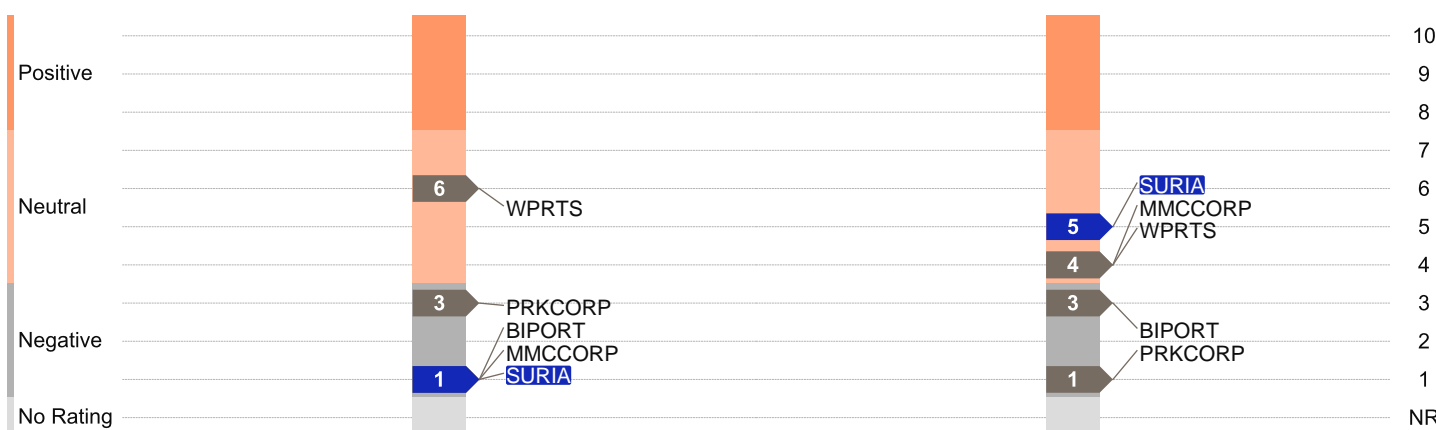 10
Positive
9
8
7
6
6
SURIA
WPRTS
MMCCORP
Neutral
5
WPRTS
5
4
4
3
PRKCORP
3
3
BIPORT
BIPORT
Negative
2
MMCCORP
PRKCORP
1
SURIA
1
1
No Rating
NR